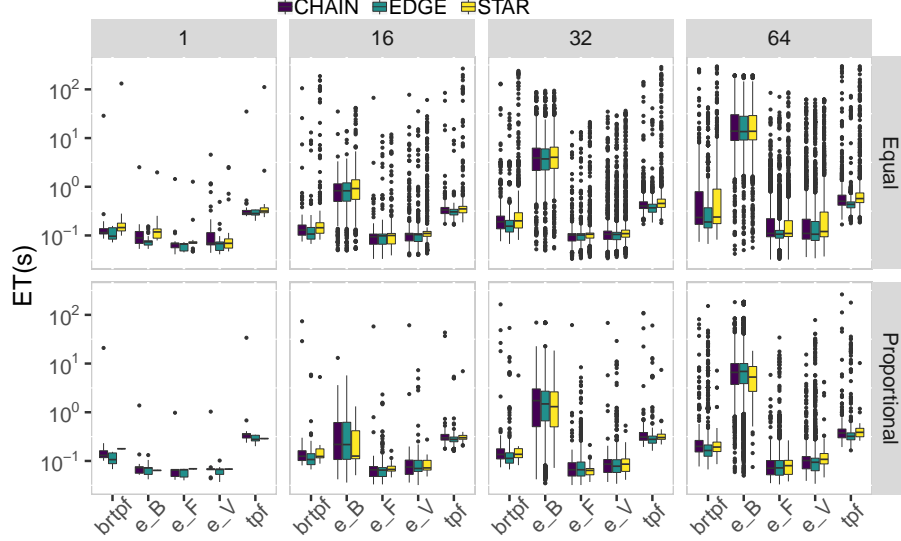 CHAIN EDGE STAR
1 16 32 64
10² 10¹ 10⁰ 10⁻¹
Equal
ET(s)
10² 10¹ 10⁰ 10⁻¹
Proportional
brtpf e_B e_F e_V tpf brtpf e_B e_F e_V tpf brtpf e_B e_F e_V tpf brtpf e_B e_F e_V tpf